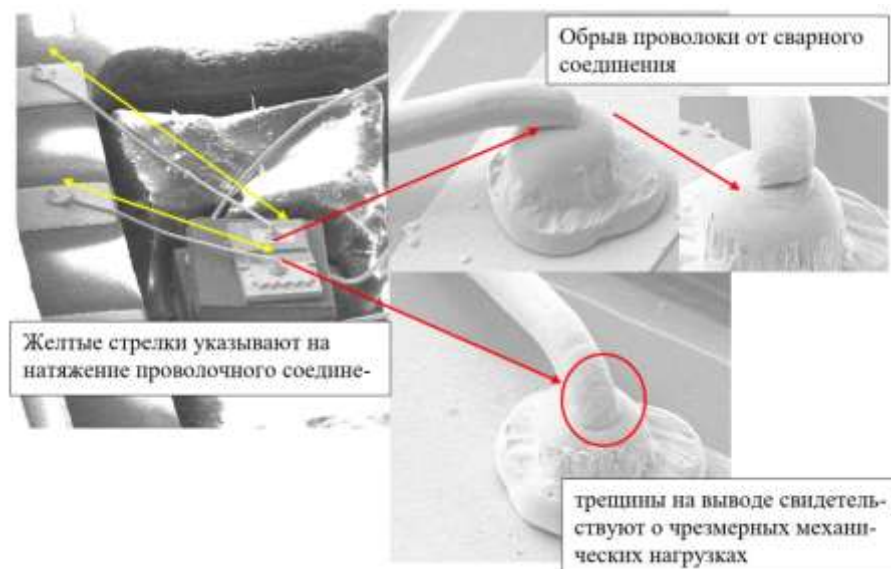 Обрыв проволоки от сварного
соединения
Желтые стрелки указывают на
натяжение проволочного соедине-
трещины на выводе свидетель-
ствуют о чрезмерных механи-
ческих нагрузках